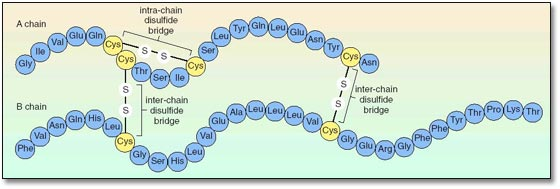 intra-chain
disulfide
bridge
A chain
Gly Ile Val Glu Gln Cys Cys Thr Ser Ile Cys Ser Leu Tyr Gln Leu Glu Asn Tyr Cys Asn
S S
S
S
inter-chain
disulfide
bridge
S
S
inter-chain
disulfide
bridge
B chain
Phe Val Asn Gln His Leu Cys Gly Ser His Leu Val Glu Ala Leu Leu Leu Val Cys Gly Glu Arg Gly Phe Phe Tyr Thr Pro Lys Thr